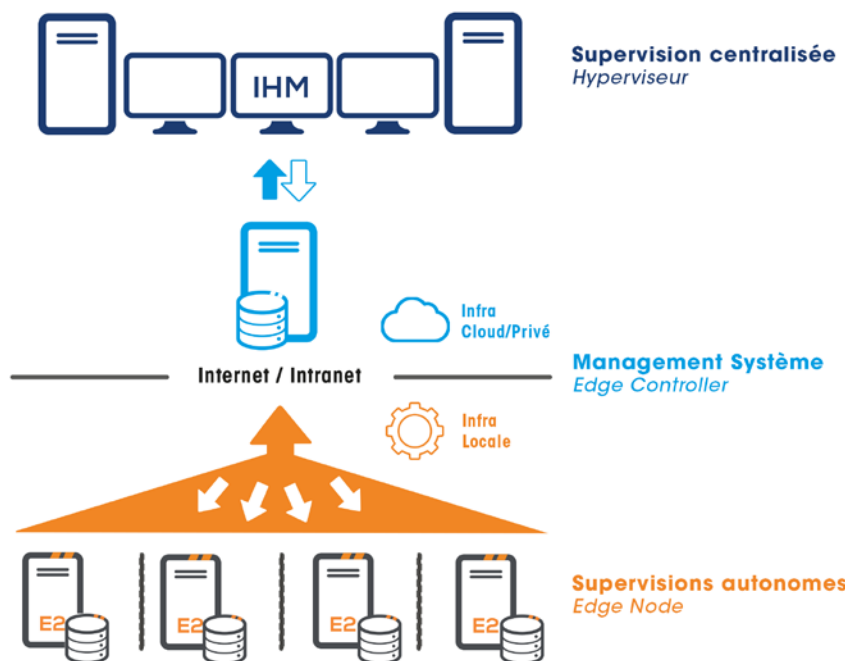 Supervision centralisée
Hyperviseur
IHM
Infra
Cloud/Privé
Internet / Intranet
Management Système
Edge Controller
Infra
Locale
Supervisions autonomes
Edge Node
E2
E2
E2
E2